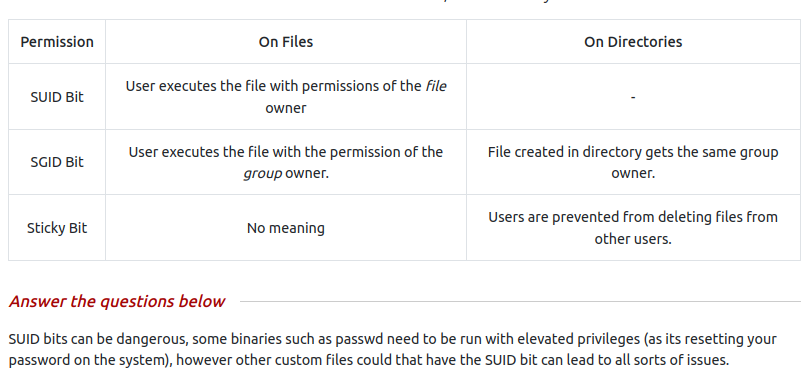 Permission On Files On Directories
User executes the file with permissions of the file
SUID Bit -
owner
User executes the file with the permission of the File created in directory gets the same group
SGID Bit
group owner. owner.
Users are prevented from deleting files from
Sticky Bit No meaning
other users.
Answer the questions below
SUID bits can be dangerous, some binaries such as passwd need to be run with elevated privileges (as its resetting your
password on the system), however other custom files could that have the SUID bit can lead to all sorts of issues.